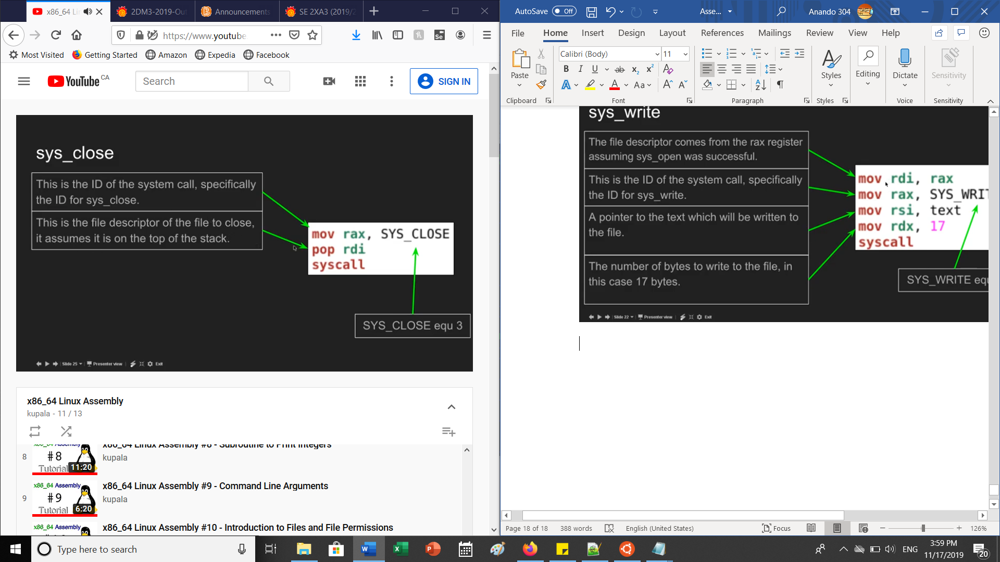 x86_64 Li
2DM3-2019-Out
Announcements
SE 2XA3 (2019/2
https://www.youtube
Most Visited
Getting Started
Amazon
Expedia
Facebook
YouTube CA
Search
SIGN IN
sys_close
This is the ID of the system call, specifically
the ID for sys_close.
This is the file descriptor of the file to close,
it assumes it is on the top of the stack.
mov rax, SYS_CLOSE
pop rdi
syscall
SYS_CLOSE equ 3
Slide 25
Presenter view
Exit
x86_64 Linux Assembly
kupala - 11 / 13
8
x86_64 Assembly
#8
Tutorial
11:20
x86_64 Linux Assembly #8 - Subroutine to Print Integers
kupala
9
x86_64 Assembly
#9
Tutorial
6:20
x86_64 Linux Assembly #9 - Command Line Arguments
kupala
x86_64 Assembly
x86_64 Linux Assembly #10 - Introduction to Files and File Permissions
AutoSave Off
Asse...
Anando 304
File
Home
Insert
Design
Layout
References
Mailings
Review
View
Help
Paste
Clipboard
Calibri (Body)
11
Font
Paragraph
Styles
Styles
Editing
Dictate
Voice
Sensitivity
Sensitivity
sys_write
The file descriptor comes from the rax register
assuming sys_open was successful.
This is the ID of the system call, specifically
the ID for sys_write.
A pointer to the text which will be written to
the file.
The number of bytes to write to the file, in
this case 17 bytes.
mov rdi, rax
mov rax, SYS_WRIT
mov rsi, text
mov rdx, 17
syscall
SYS_WRITE equ
Slide 22
Presenter view
Exit
Page 18 of 18
388 words
English (United States)
Focus
126%
Type here to search
ENG
3:59 PM
11/17/2019
20